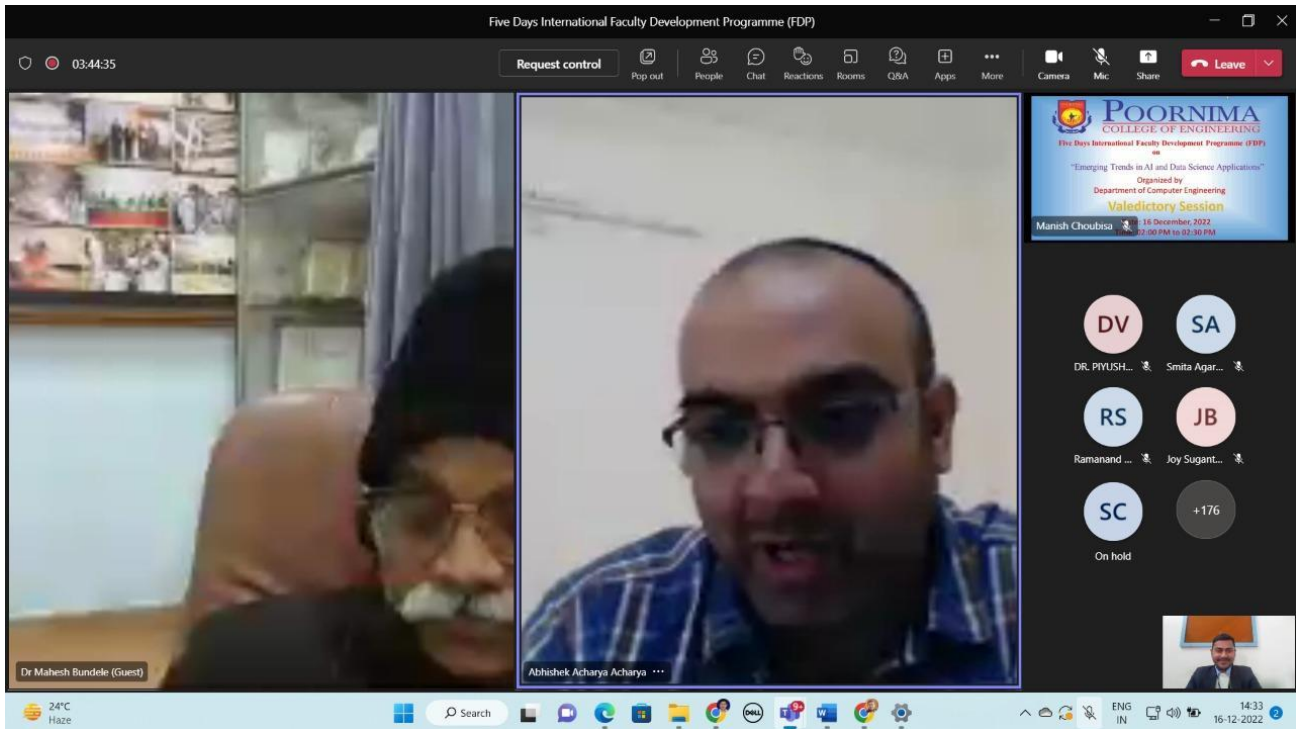 Five Days International Faculty Development Programme (FDP)
03:44:35
Request control
Pop out
People
Chat
Reactions
Rooms
Q&A
Apps
More
Camera
Mic
Share
Leave
Dr Mahesh Bundele (Guest)
Abhishek Acharya Acharya ...
POORNIMA
COLLEGE OF ENGINEERING
Five Days International Faculty Development Programme (FDP)
on
"Emerging Trends in AI and Data Science Applications"
Organized by
Department of Computer Engineering
Valedictory Session
16 December, 2022
02:00 PM to 02:30 PM
Manish Choubisa
DV
DR. PIYUSH...
SA
Smita Agar...
RS
Ramanand ...
JB
Joy Sugant...
SC
On hold
+176
24°C
Haze
Search
DELL
9+
ENG
IN
14:33
16-12-2022
2